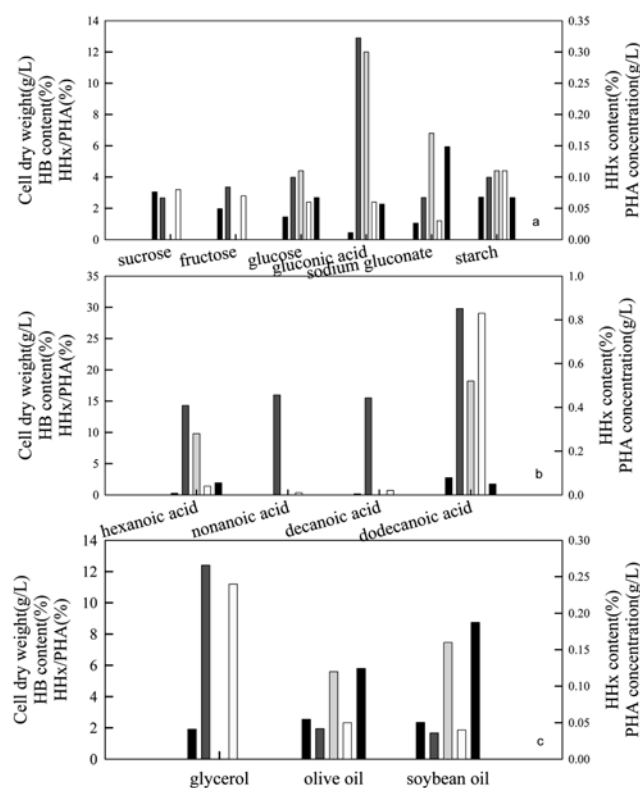 14
12
10
8
6
4
2
0
Cell dry weight(g/L)
HB content(%)
HHx/PHA(%)
0.35
0.30
0.25
0.20
0.15
0.10
0.05
0.00
HHx content(%)
PHA concentration(g/L)
a
sucrose
fructose
glucose
gluconic acid
sodium gluconate
starch
35
30
25
20
15
10
5
0
Cell dry weight(g/L)
HB content(%)
HHx/PHA(%)
1.0
0.8
0.6
0.4
0.2
0.0
HHx content(%)
PHA concentration(g/L)
b
hexanoic acid
nonanoic acid
decanoic acid
dodecanoic acid
14
12
10
8
6
4
2
0
Cell dry weight(g/L)
HB content(%)
HHx/PHA(%)
0.30
0.25
0.20
0.15
0.10
0.05
0.00
HHx content(%)
PHA concentration(g/L)
c
glycerol
olive oil
soybean oil